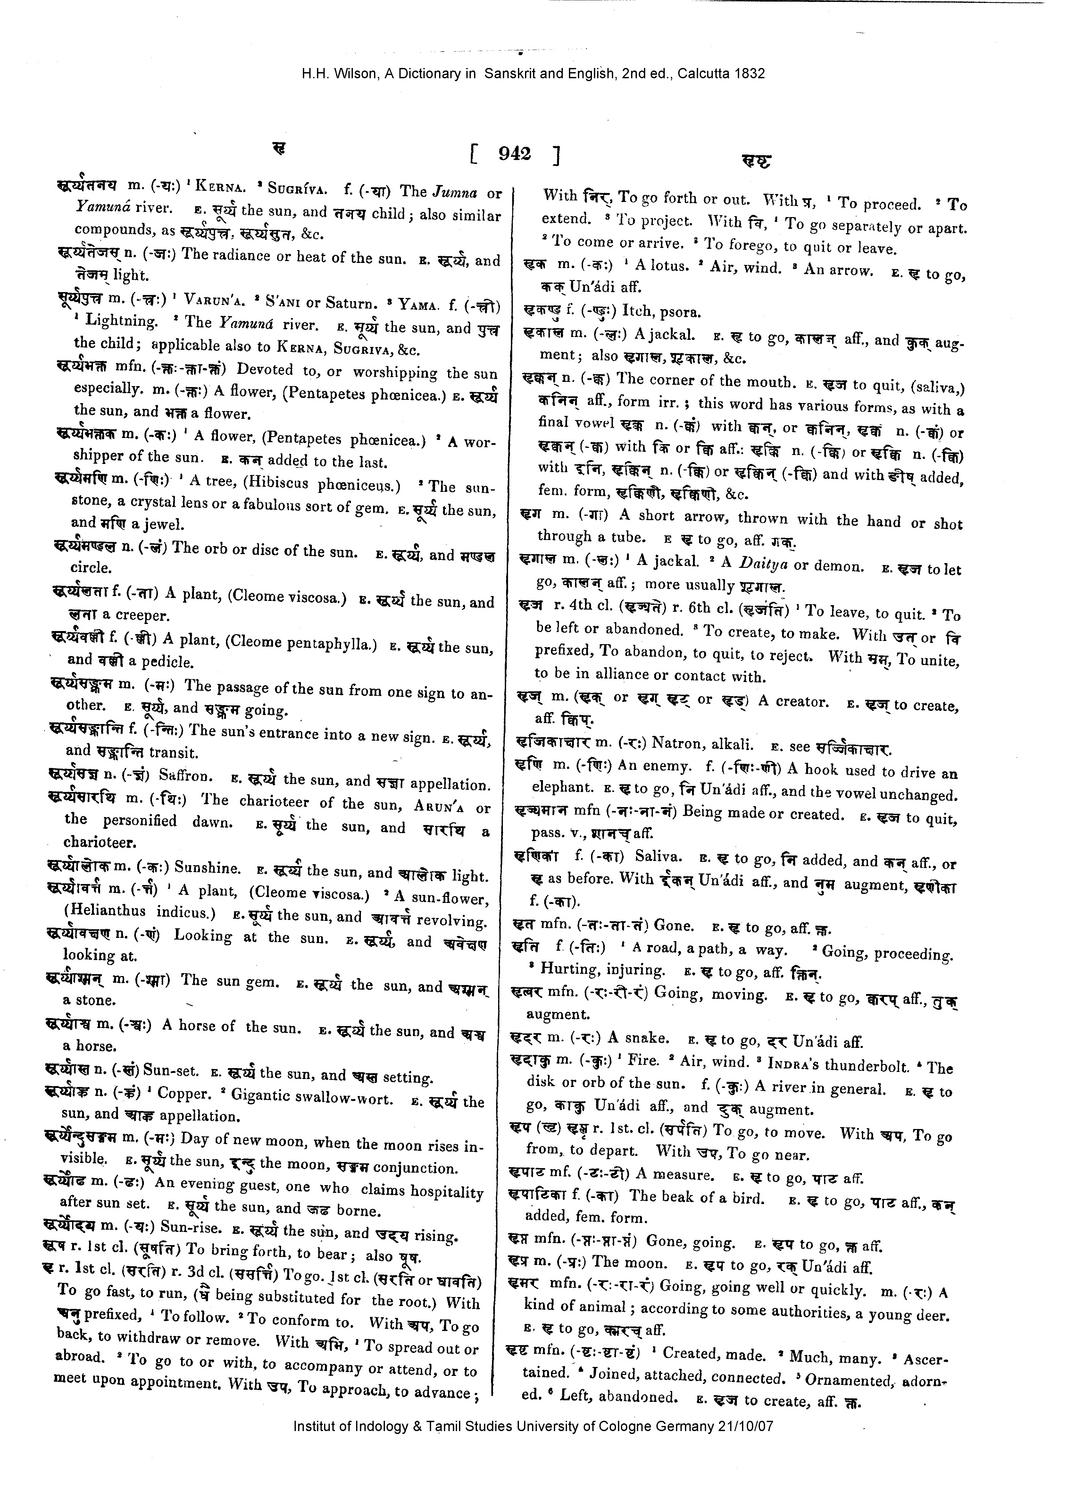 H.H. Wilson, A Dictionary in Sanskrit and English, 2nd ed., Calcutta 1832
सृ [ 942 ] सृष्ट
सूर्य्यतनय m. (-यः) ¹ KERNA. ² SUGRÍVA. f. (-या) The Jumna or
Yamuná river. E. सूर्य्य the sun, and तनय child; also similar
compounds, as सूर्य्यपुत्त्र, सूर्य्यसुत, &c.
सूर्य्यतेजस् n. (-जः) The radiance or heat of the sun. E. सूर्य्य, and
तेजस् light.
सूर्य्यपुत्त्र m. (-त्त्रः) ¹ VARUN'A. ² S'ANI or Saturn. ³ YAMA. f. (-त्त्री)
¹ Lightning. ² The Yamuná river. E. सूर्य्य the sun, and पुत्त्र
the child; applicable also to KERNA, SUGRIVA, &c.
सूर्य्यभक्त mfn. (-क्तः-क्ता-क्तं) Devoted to, or worshipping the sun
especially. m. (-क्तः) A flower, (Pentapetes phœnicea.) E. सूर्य्य
the sun, and भक्त a flower.
सूर्य्यभक्तक m. (-कः) ¹ A flower, (Pentapetes phœnicea.) ² A wor-
shipper of the sun. E. कन् added to the last.
सूर्य्यमणि m. (-णिः) ¹ A tree, (Hibiscus phœniceus.) ² The sun-
stone, a crystal lens or a fabulous sort of gem. E. सूर्य्य the sun,
and मणि a jewel.
सूर्य्यमण्डल n. (-लं) The orb or disc of the sun. E. सूर्य्य, and मण्डल
circle.
सूर्य्यलता f. (-ता) A plant, (Cleome viscosa.) E. सूर्य्य the sun, and
लता a creeper.
सूर्य्यवल्ली f. (-ल्ली) A plant, (Cleome pentaphylla.) E. सूर्य्य the sun,
and वल्ली a pedicle.
सूर्य्यसङ्क्रम m. (-मः) The passage of the sun from one sign to an-
other. E. सूर्य्य, and सङ्क्रम going.
सूर्य्यसङ्क्रान्ति f. (-न्तिः) The sun's entrance into a new sign. E. सूर्य्य,
and सङ्क्रान्ति transit.
सूर्य्यसंज्ञ n. (-ज्ञं) Saffron. E. सूर्य्य the sun, and संज्ञा appellation.
सूर्य्यसारथि m. (-थिः) The charioteer of the sun, ARUN'A or
the personified dawn. E. सूर्य्य the sun, and सारथि a
charioteer.
सूर्य्यालोक m. (-कः) Sunshine. E. सूर्य्य the sun, and आलोक light.
सूर्य्यावर्त्त m. (-र्त्तः) ¹ A plant, (Cleome viscosa.) ² A sun-flower,
(Helianthus indicus.) E. सूर्य्य the sun, and आवर्त्त revolving.
सूर्य्यावेक्षण n. (-णं) Looking at the sun. E. सूर्य्य, and अवेक्षण
looking at.
सूर्य्याश्मन् m. (-श्मा) The sun gem. E. सूर्य्य the sun, and अश्मन्
a stone.
सूर्य्याश्व m. (-श्वः) A horse of the sun. E. सूर्य्य the sun, and अश्व
a horse.
सूर्य्यास्त n. (-स्तं) Sun-set. E. सूर्य्य the sun, and अस्त setting.
सूर्य्याह्व n. (-ह्वं) ¹ Copper. ² Gigantic swallow-wort. E. सूर्य्य the
sun, and आह्व appellation.
सूर्य्येन्दुसङ्गम m. (-मः) Day of new moon, when the moon rises in-
visible. E. सूर्य्य the sun, इन्दु the moon, सङ्गम conjunction.
सूर्य्योढ m. (-ढः) An evening guest, one who claims hospitality
after sun set. E. सूर्य्य the sun, and ऊढ borne.
सूर्य्योदय m. (-यः) Sun-rise. E. सूर्य्य the sun, and उदय rising.
सूष r. 1st cl. (सूषति) To bring forth, to bear; also पूष.
सृ r. 1st cl. (सरति) r. 3d cl. (ससर्त्ति) To go. 1st cl. (सरति or धावति)
To go fast, to run, (धौ being substituted for the root.) With
अनु prefixed, ¹ To follow. ² To conform to. With अप, To go
back, to withdraw or remove. With अभि, ¹ To spread out or
abroad. ² To go to or with, to accompany or attend, or to
meet upon appointment. With उप, To approach, to advance;
With निर्, To go forth or out. With प्र, ¹ To proceed. ² To
extend. ³ To project. With वि, ¹ To go separately or apart.
² To come or arrive. ³ To forego, to quit or leave.
सृक m. (-कः) ¹ A lotus. ² Air, wind. ³ An arrow. E. सृ to go,
कक् Un'ádi aff.
सृकण्डु f. (-ण्डुः) Itch, psora.
सृकाल m. (-लः) A jackal. E. सृ to go, कालन् aff., and कुक् aug-
ment; also सृगाल, शृकाल, &c.
सृक्कन् n. (-क्क) The corner of the mouth. E. सृज to quit, (saliva,)
कनिन् aff., form irr.; this word has various forms, as with a
final vowel सृक्क n. (-क्कं) with कन्, or कनिन्, सृक्व n. (-क्वं) or
सृक्वन् (-क्व) with कि or क्वि aff.: सृक्कि n. (-क्कि) or सृक्वि n. (-क्वि)
with इनि, सृक्किन् n. (-क्कि) or सृक्विन् (-क्वि) and with ङीष् added,
fem. form, सृक्किणी, सृक्विणी, &c.
सृग m. (-गः) A short arrow, thrown with the hand or shot
through a tube. E सृ to go, aff. गक्.
सृगाल m. (-लः) ¹ A jackal. ² A Daitya or demon. E. सृज to let
go, कालन् aff.; more usually शृगाल.
सृज r. 4th cl. (सृज्यते) r. 6th cl. (सृजति) ¹ To leave, to quit. ² To
be left or abandoned. ³ To create, to make. With उत् or वि
prefixed, To abandon, to quit, to reject. With सम्, To unite,
to be in alliance or contact with.
सृज् m. (सृक् or सृग् सृट् or सृड्) A creator. E. सृज् to create,
aff. क्विप्.
सृजिकाचार m. (-रः) Natron, alkali. E. see सर्ज्जिकाचार.
सृणि m. (-णिः) An enemy. f. (-णिः-णी) A hook used to drive an
elephant. E. सृ to go, नि Un'ádi aff., and the vowel unchanged.
सृज्यमान mfn (-नः-ना-नं) Being made or created. E. सृज to quit,
pass. v., शानच् aff.
सृणिका f. (-का) Saliva. E. सृ to go, नि added, and कन् aff., or
सृ as before. With ईकन् Un'ádi aff., and नुम augment, सृणीका
f. (-का).
सृत mfn. (-तः-ता-तं) Gone. E. सृ to go, aff. क्त.
सृति f (-तिः) ¹ A road, a path, a way. ² Going, proceeding.
³ Hurting, injuring. E. सृ to go, aff. क्तिन्.
सृत्वर mfn. (-रः-री-रं) Going, moving. E. सृ to go, क्वरप् aff., तुक्
augment.
सृदर m. (-रः) A snake. E. सृ to go, दर Un'ádi aff.
सृदाकु m. (-कुः) ¹ Fire. ² Air, wind. ³ INDRA's thunderbolt. ⁴ The
disk or orb of the sun. f. (-कुः) A river in general. E. सृ to
go, काकु Un'ádi aff., and दुक् augment.
सृप (ऌ) सृपॢ r. 1st. cl. (सर्पति) To go, to move. With अप, To go
from, to depart. With उप, To go near.
सृपाट mf. (-टः-टी) A measure. E. सृ to go, पाट aff.
सृपाटिका f. (-का) The beak of a bird. E. सृ to go, पाट aff., कन्
added, fem. form.
सृप्त mfn. (-प्तः-प्ता-प्तं) Gone, going. E. सृप to go, क्त aff.
सृप्र m. (-प्रः) The moon. E. सृप to go, रक् Un'ádi aff.
सृमर mfn. (-रः-रा-रं) Going, going well or quickly. m. (-रः) A
kind of animal; according to some authorities, a young deer.
E. सृ to go, क्मरच् aff.
सृष्ट mfn. (-ष्टः-ष्टा-ष्टं) ¹ Created, made. ² Much, many. ³ Ascer-
tained. ⁴ Joined, attached, connected. ⁵ Ornamented, adorn-
ed. ⁶ Left, abandoned. E. सृज to create, aff. क्त.
Institut of Indology & Tamil Studies University of Cologne Germany 21/10/07